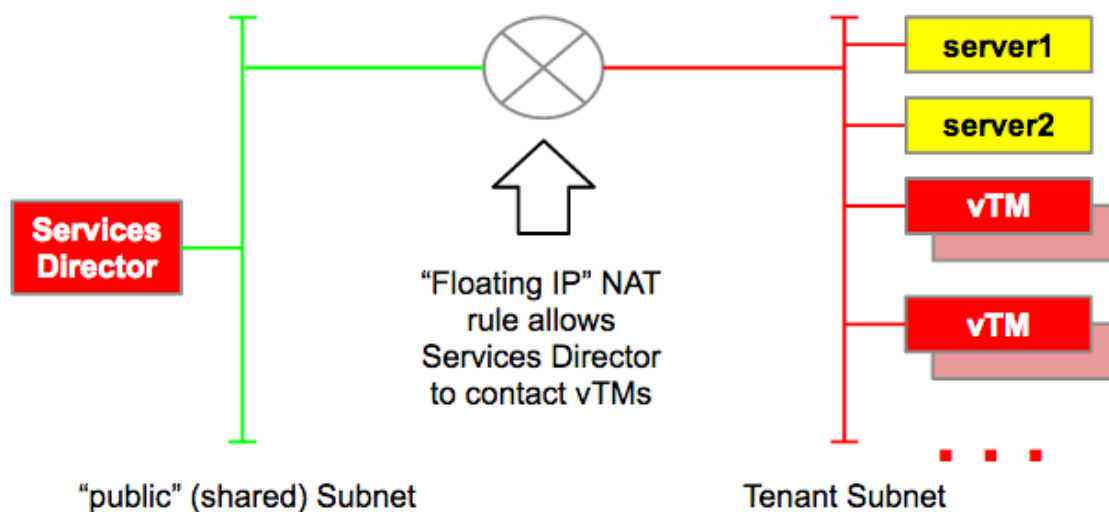 server1
server2
vTM
vTM
Services
Director
“Floating IP” NAT
rule allows
Services Director
to contact vTMs
“public” (shared) Subnet
Tenant Subnet